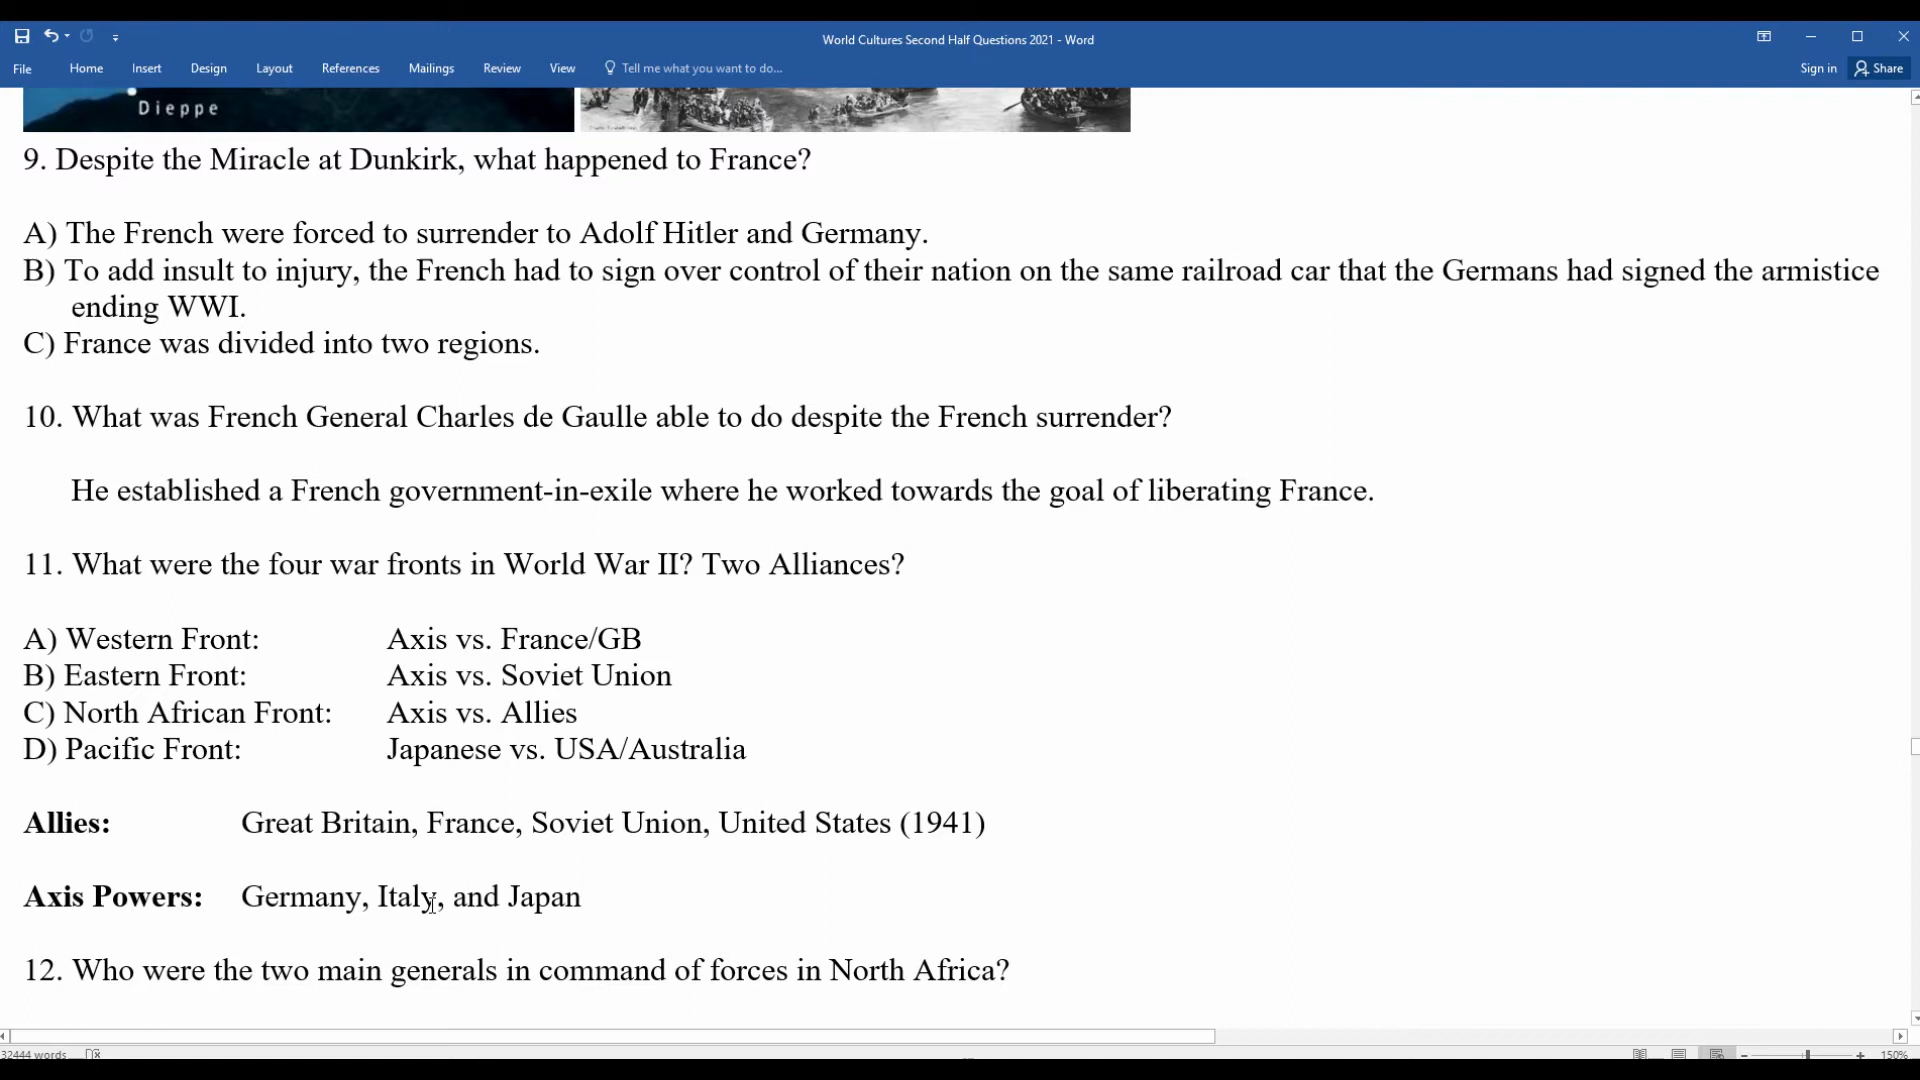 World Cultures Second Half Questions 2021 - Word
File Home Insert Design Layout References Mailings Review View Tell me what you want to do... Sign in Share
Dieppe
9. Despite the Miracle at Dunkirk, what happened to France?
A) The French were forced to surrender to Adolf Hitler and Germany.
B) To add insult to injury, the French had to sign over control of their nation on the same railroad car that the Germans had signed the armistice
ending WWI.
C) France was divided into two regions.
10. What was French General Charles de Gaulle able to do despite the French surrender?
He established a French government-in-exile where he worked towards the goal of liberating France.
11. What were the four war fronts in World War II? Two Alliances?
A) Western Front: Axis vs. France/GB
B) Eastern Front: Axis vs. Soviet Union
C) North African Front: Axis vs. Allies
D) Pacific Front: Japanese vs. USA/Australia
Allies: Great Britain, France, Soviet Union, United States (1941)
Axis Powers: Germany, Italy, and Japan
12. Who were the two main generals in command of forces in North Africa?
32444 words 150%